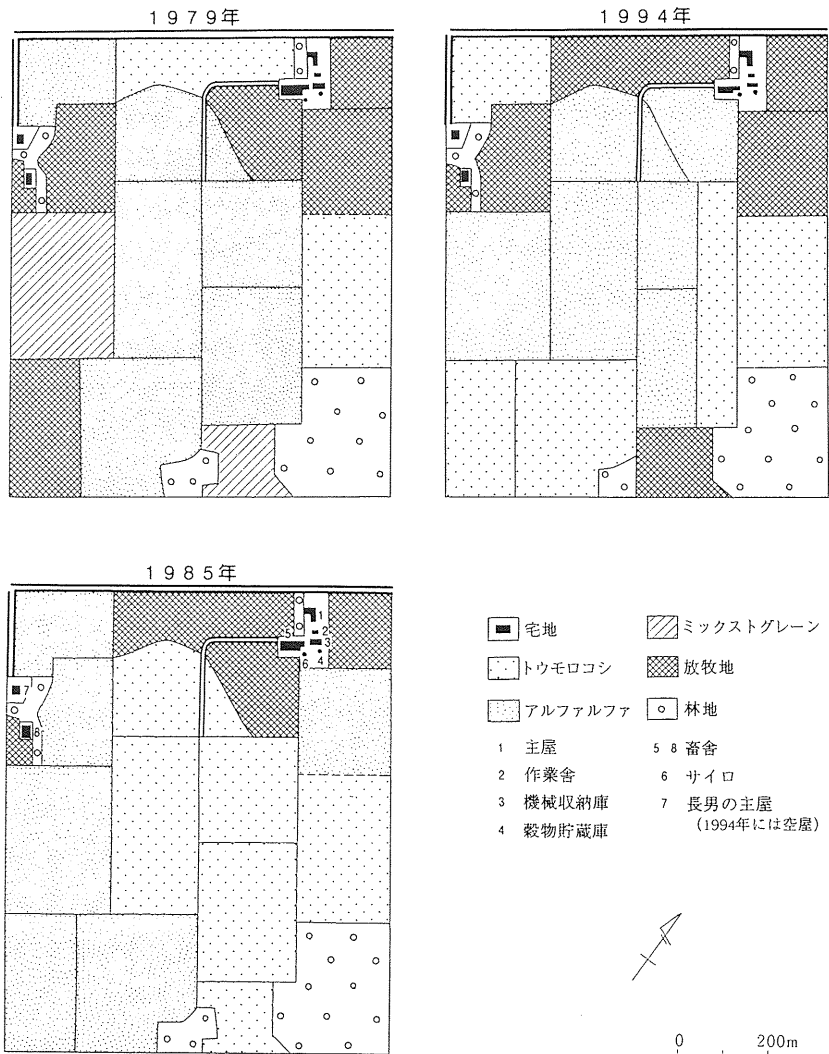 1979年
1994年
1985年
1
2
3
4
5
6
7
8
宅地
ミックストグレーン
トウモロコシ
放牧地
アルファルファ
林地
1 主屋
5 8 畜舎
2 作業舎
6 サイロ
3 機械収納庫
7 長男の主屋
4 穀物貯蔵庫
(1994年には空屋)
0 200m